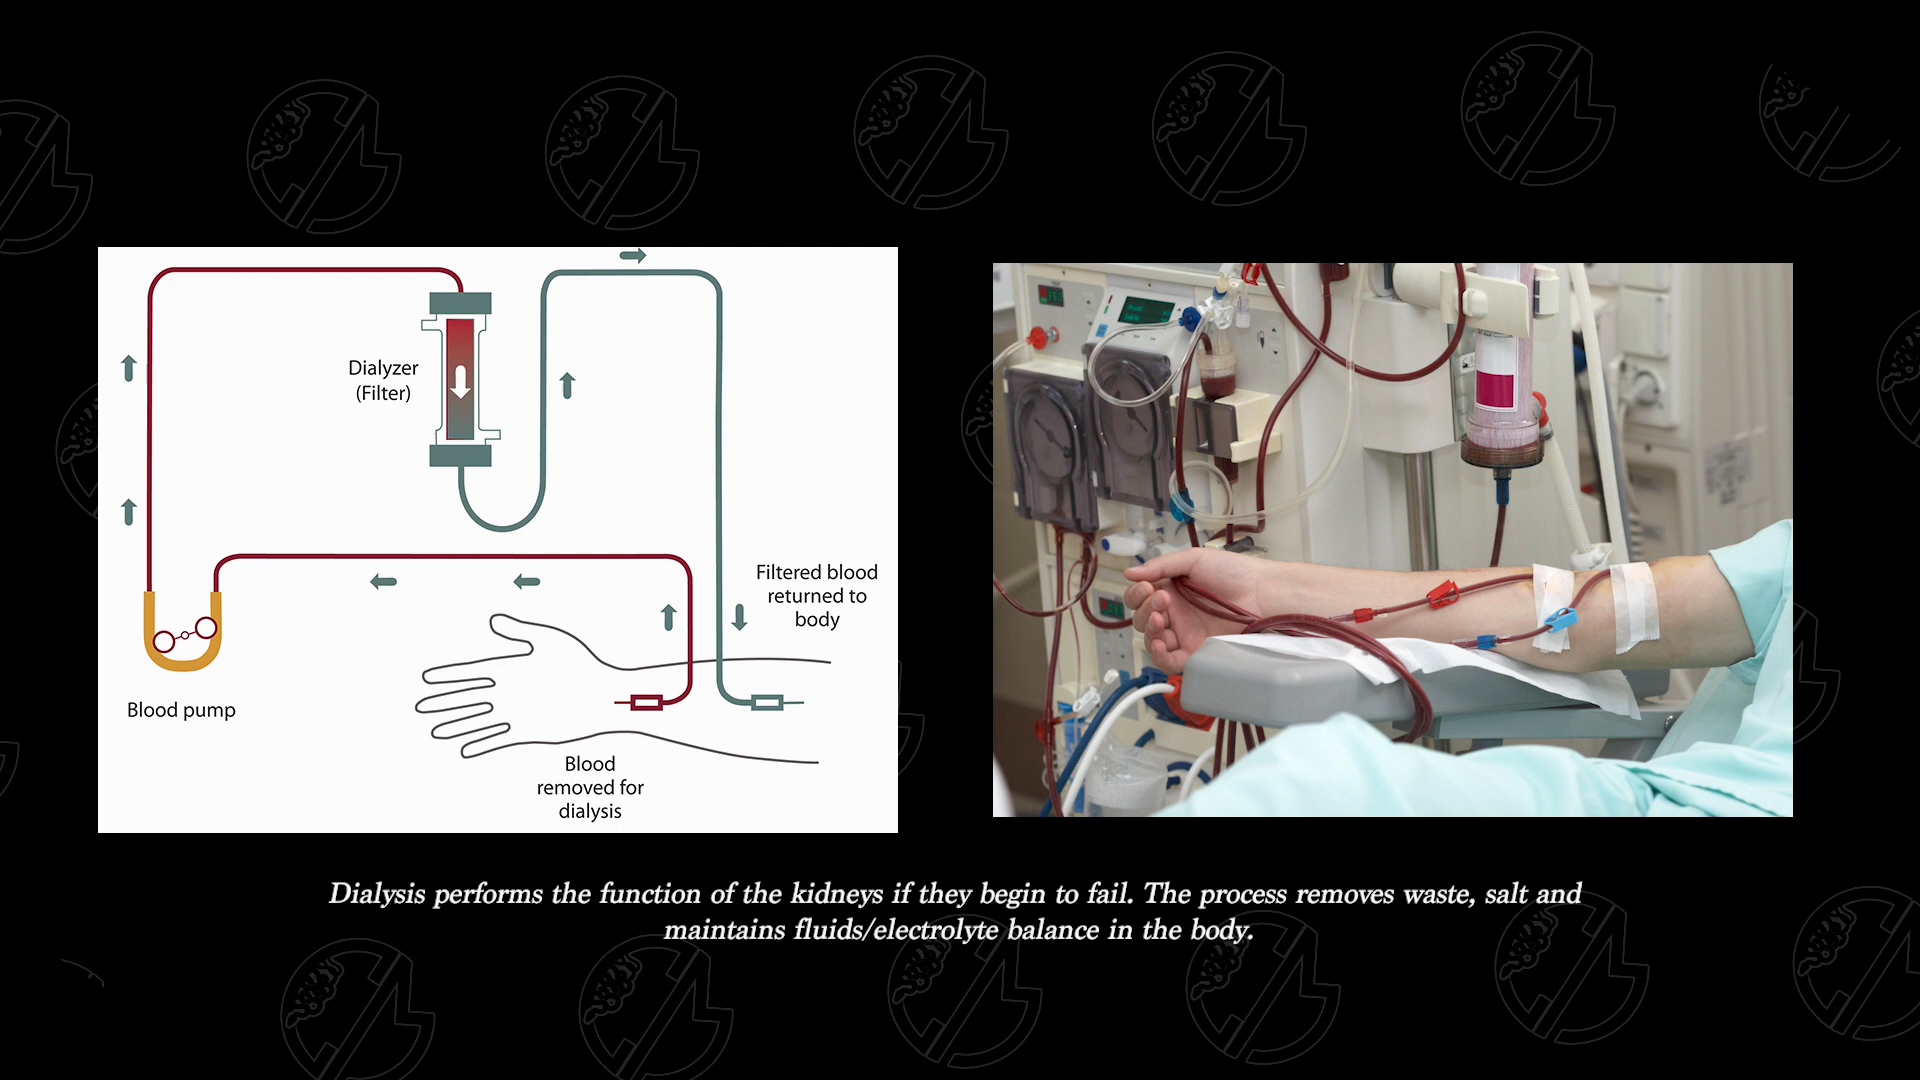 Dialyzer
(Filter)
Filtered blood
returned to
body
Blood pump
Blood
removed for
dialysis
Dialysis performs the function of the kidneys if they begin to fail. The process removes waste, salt and
maintains fluids/electrolyte balance in the body.